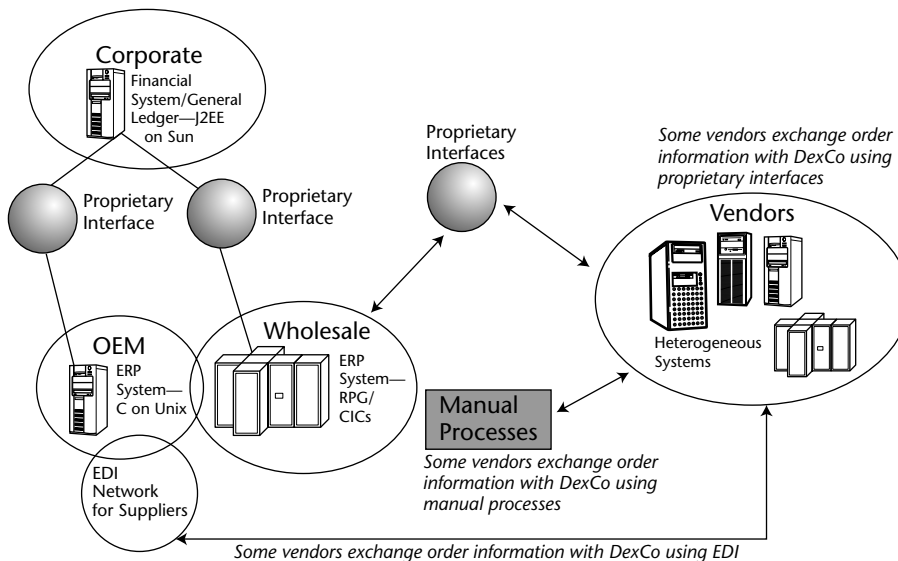 Corporate
Financial
System/General
Ledger—J2EE
on Sun
Proprietary
Interface
Proprietary
Interface
Proprietary
Interfaces
Some vendors exchange order
information with DexCo using
proprietary interfaces
Vendors
Heterogeneous
Systems
OEM
ERP
System—
C on Unix
Wholesale
ERP
System—
RPG/
CICs
Manual
Processes
Some vendors exchange order
information with DexCo using
manual processes
EDI
Network
for Suppliers
Some vendors exchange order information with DexCo using EDI